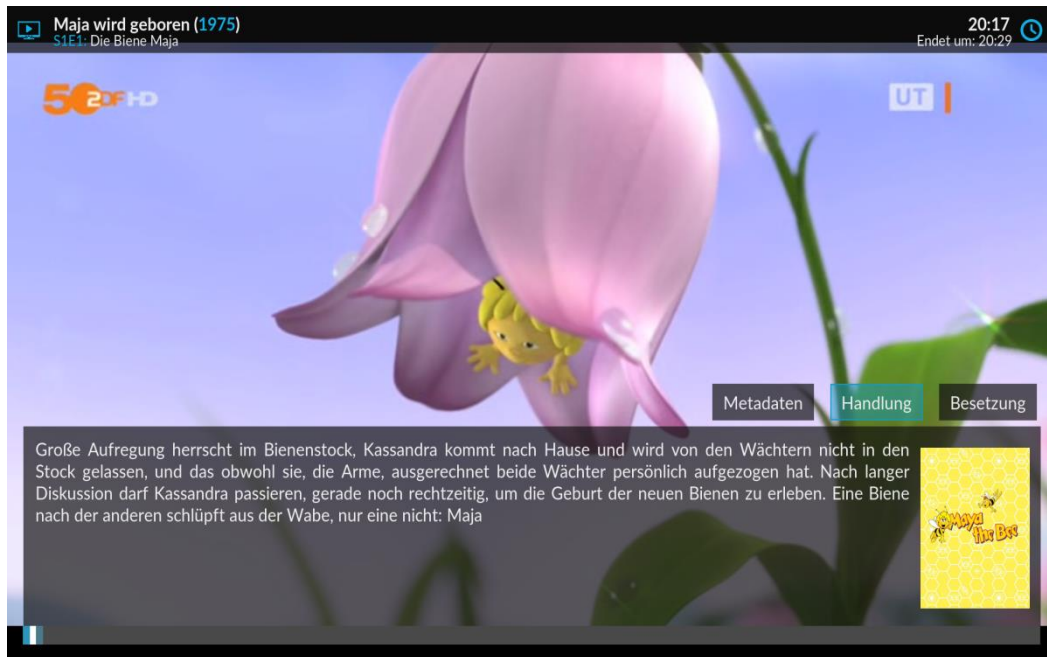 Maja wird geboren (1975)
S1E1: Die Biene Maja
20:17
Endet um: 20:29
50 2DF HD
UT
Metadaten
Handlung
Besetzung
Große Aufregung herrscht im Bienenstock, Kassandra kommt nach Hause und wird von den Wächtern nicht in den
Stock gelassen, und das obwohl sie, die Arme, ausgerechnet beide Wächter persönlich aufgezogen hat. Nach langer
Diskussion darf Kassandra passieren, gerade noch rechtzeitig, um die Geburt der neuen Bienen zu erleben. Eine Biene
nach der anderen schlüpft aus der Wabe, nur eine nicht: Maja
Maya
the Bee